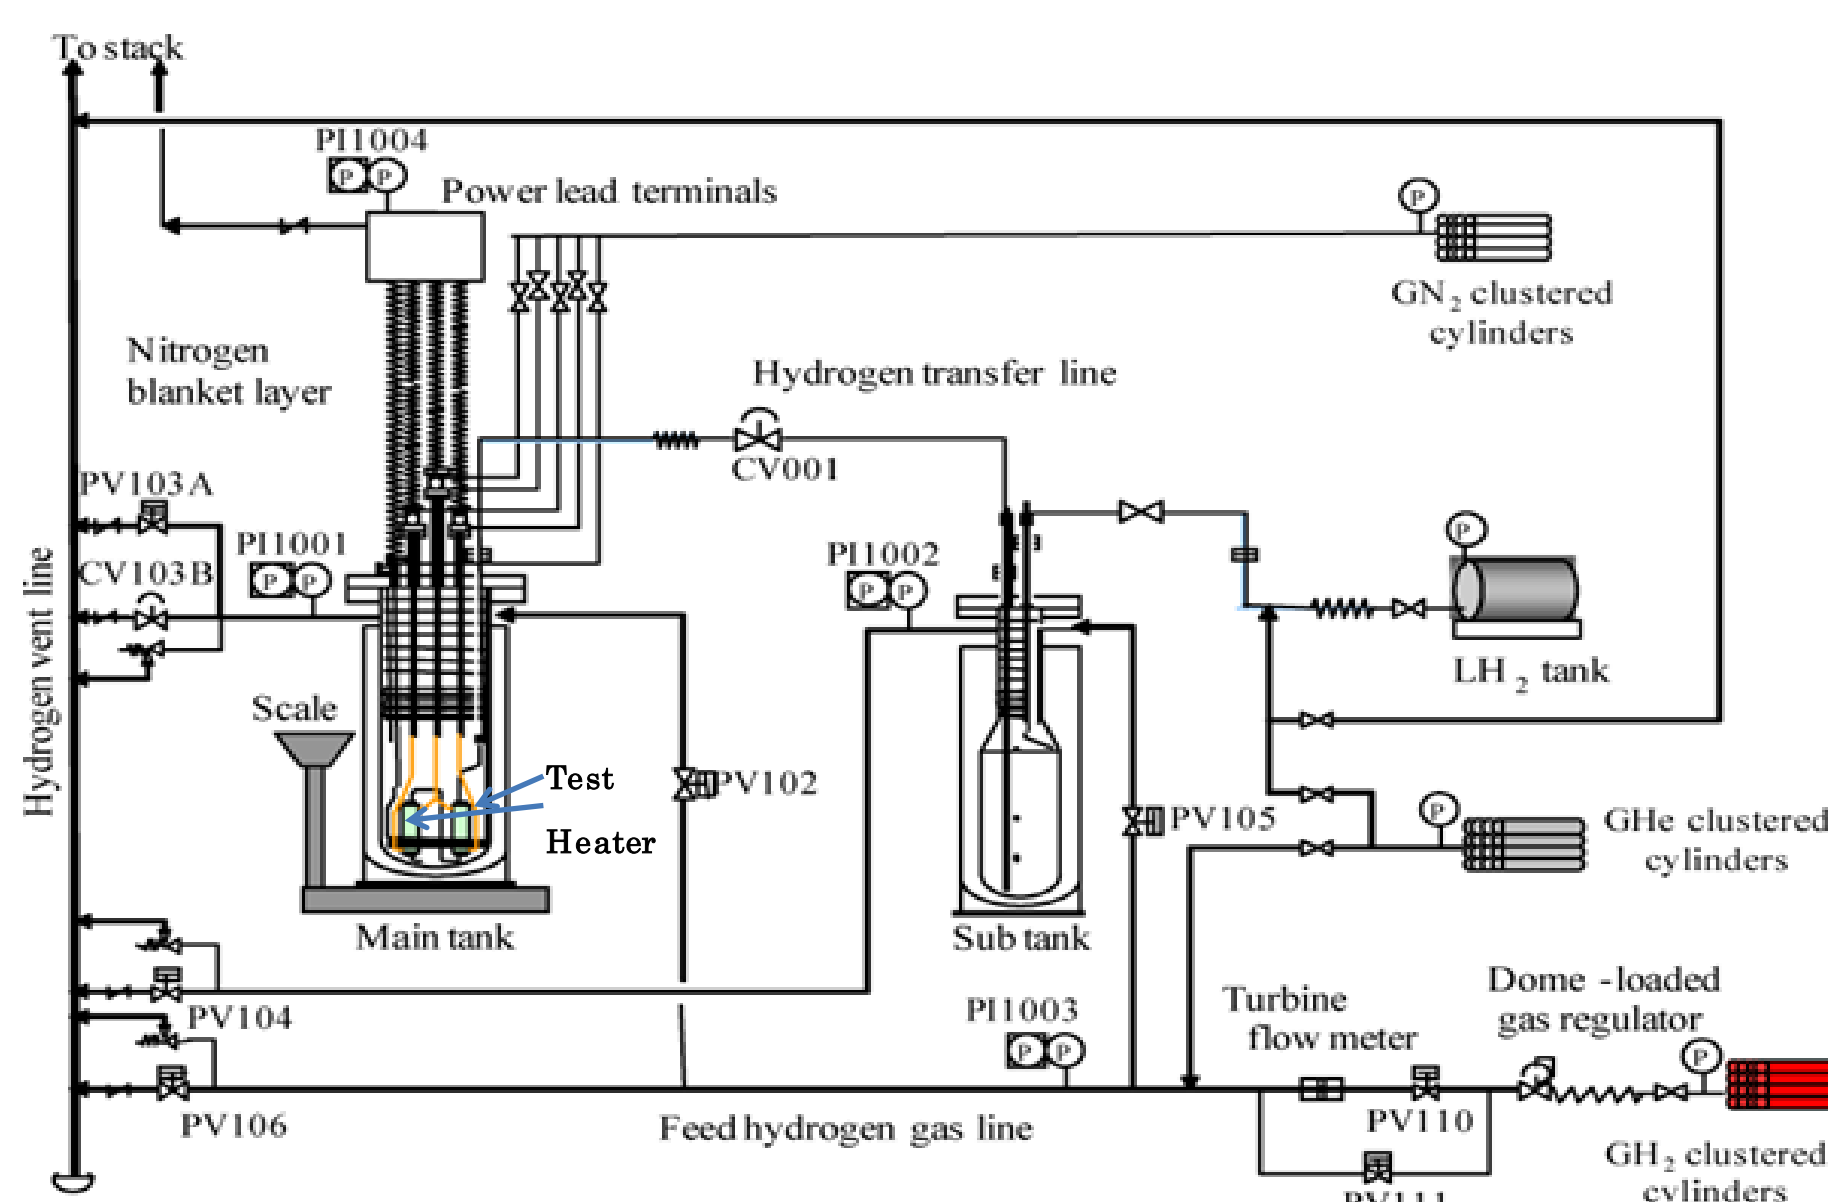 To stack
PI1004
P P
Power lead terminals
P
GN2 clustered
cylinders
Nitrogen
blanket layer
Hydrogen transfer line
CV001
PV103A
PI1001
P P
CV103B
PI1002
P P
P
LH2 tank
Hydrogen vent line
Scale
Test
Heater
PV102
PV105
P
GHe clustered
cylinders
Main tank
Sub tank
PV104
PI1003
P P
Turbine
flow meter
Dome -loaded
gas regulator
P
PV106
Feed hydrogen gas line
PV110
PV111
GH2 clustered
cylinders